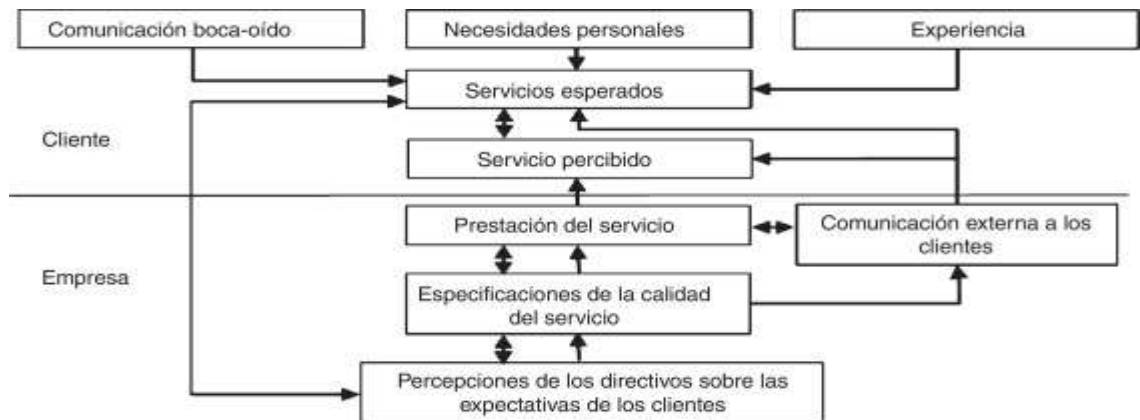 Comunicación boca-oído
Necesidades personales
Experiencia
Servicios esperados
Cliente
Servicio percibido
Prestación del servicio
Comunicación externa a los
clientes
Empresa
Especificaciones de la calidad
del servicio
Percepciones de los directivos sobre las
expectativas de los clientes